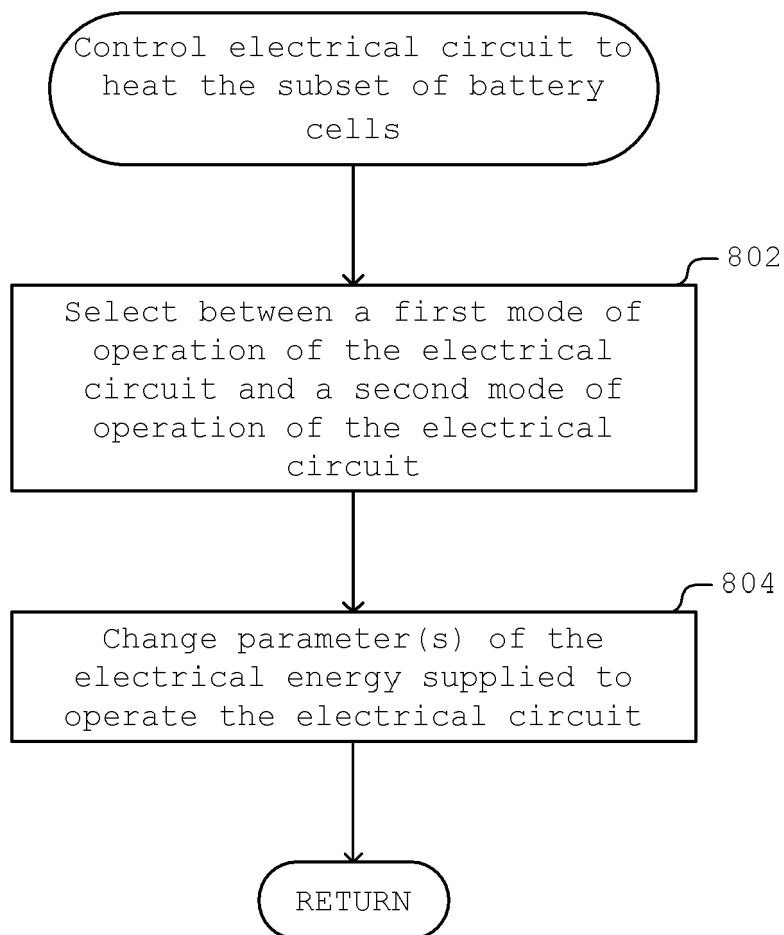 Control electrical circuit to
heat the subset of battery
cells
802
Select between a first mode of
operation of the electrical
circuit and a second mode of
operation of the electrical
circuit
804
Change parameter(s) of the
electrical energy supplied to
operate the electrical circuit
RETURN